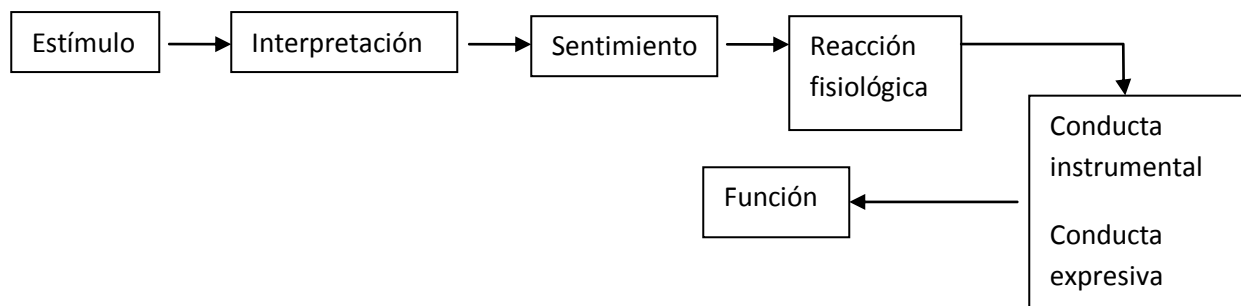 Estímulo
Interpretación
Sentimiento
Reacción
fisiológica
Conducta
instrumental
Conducta
expresiva
Función